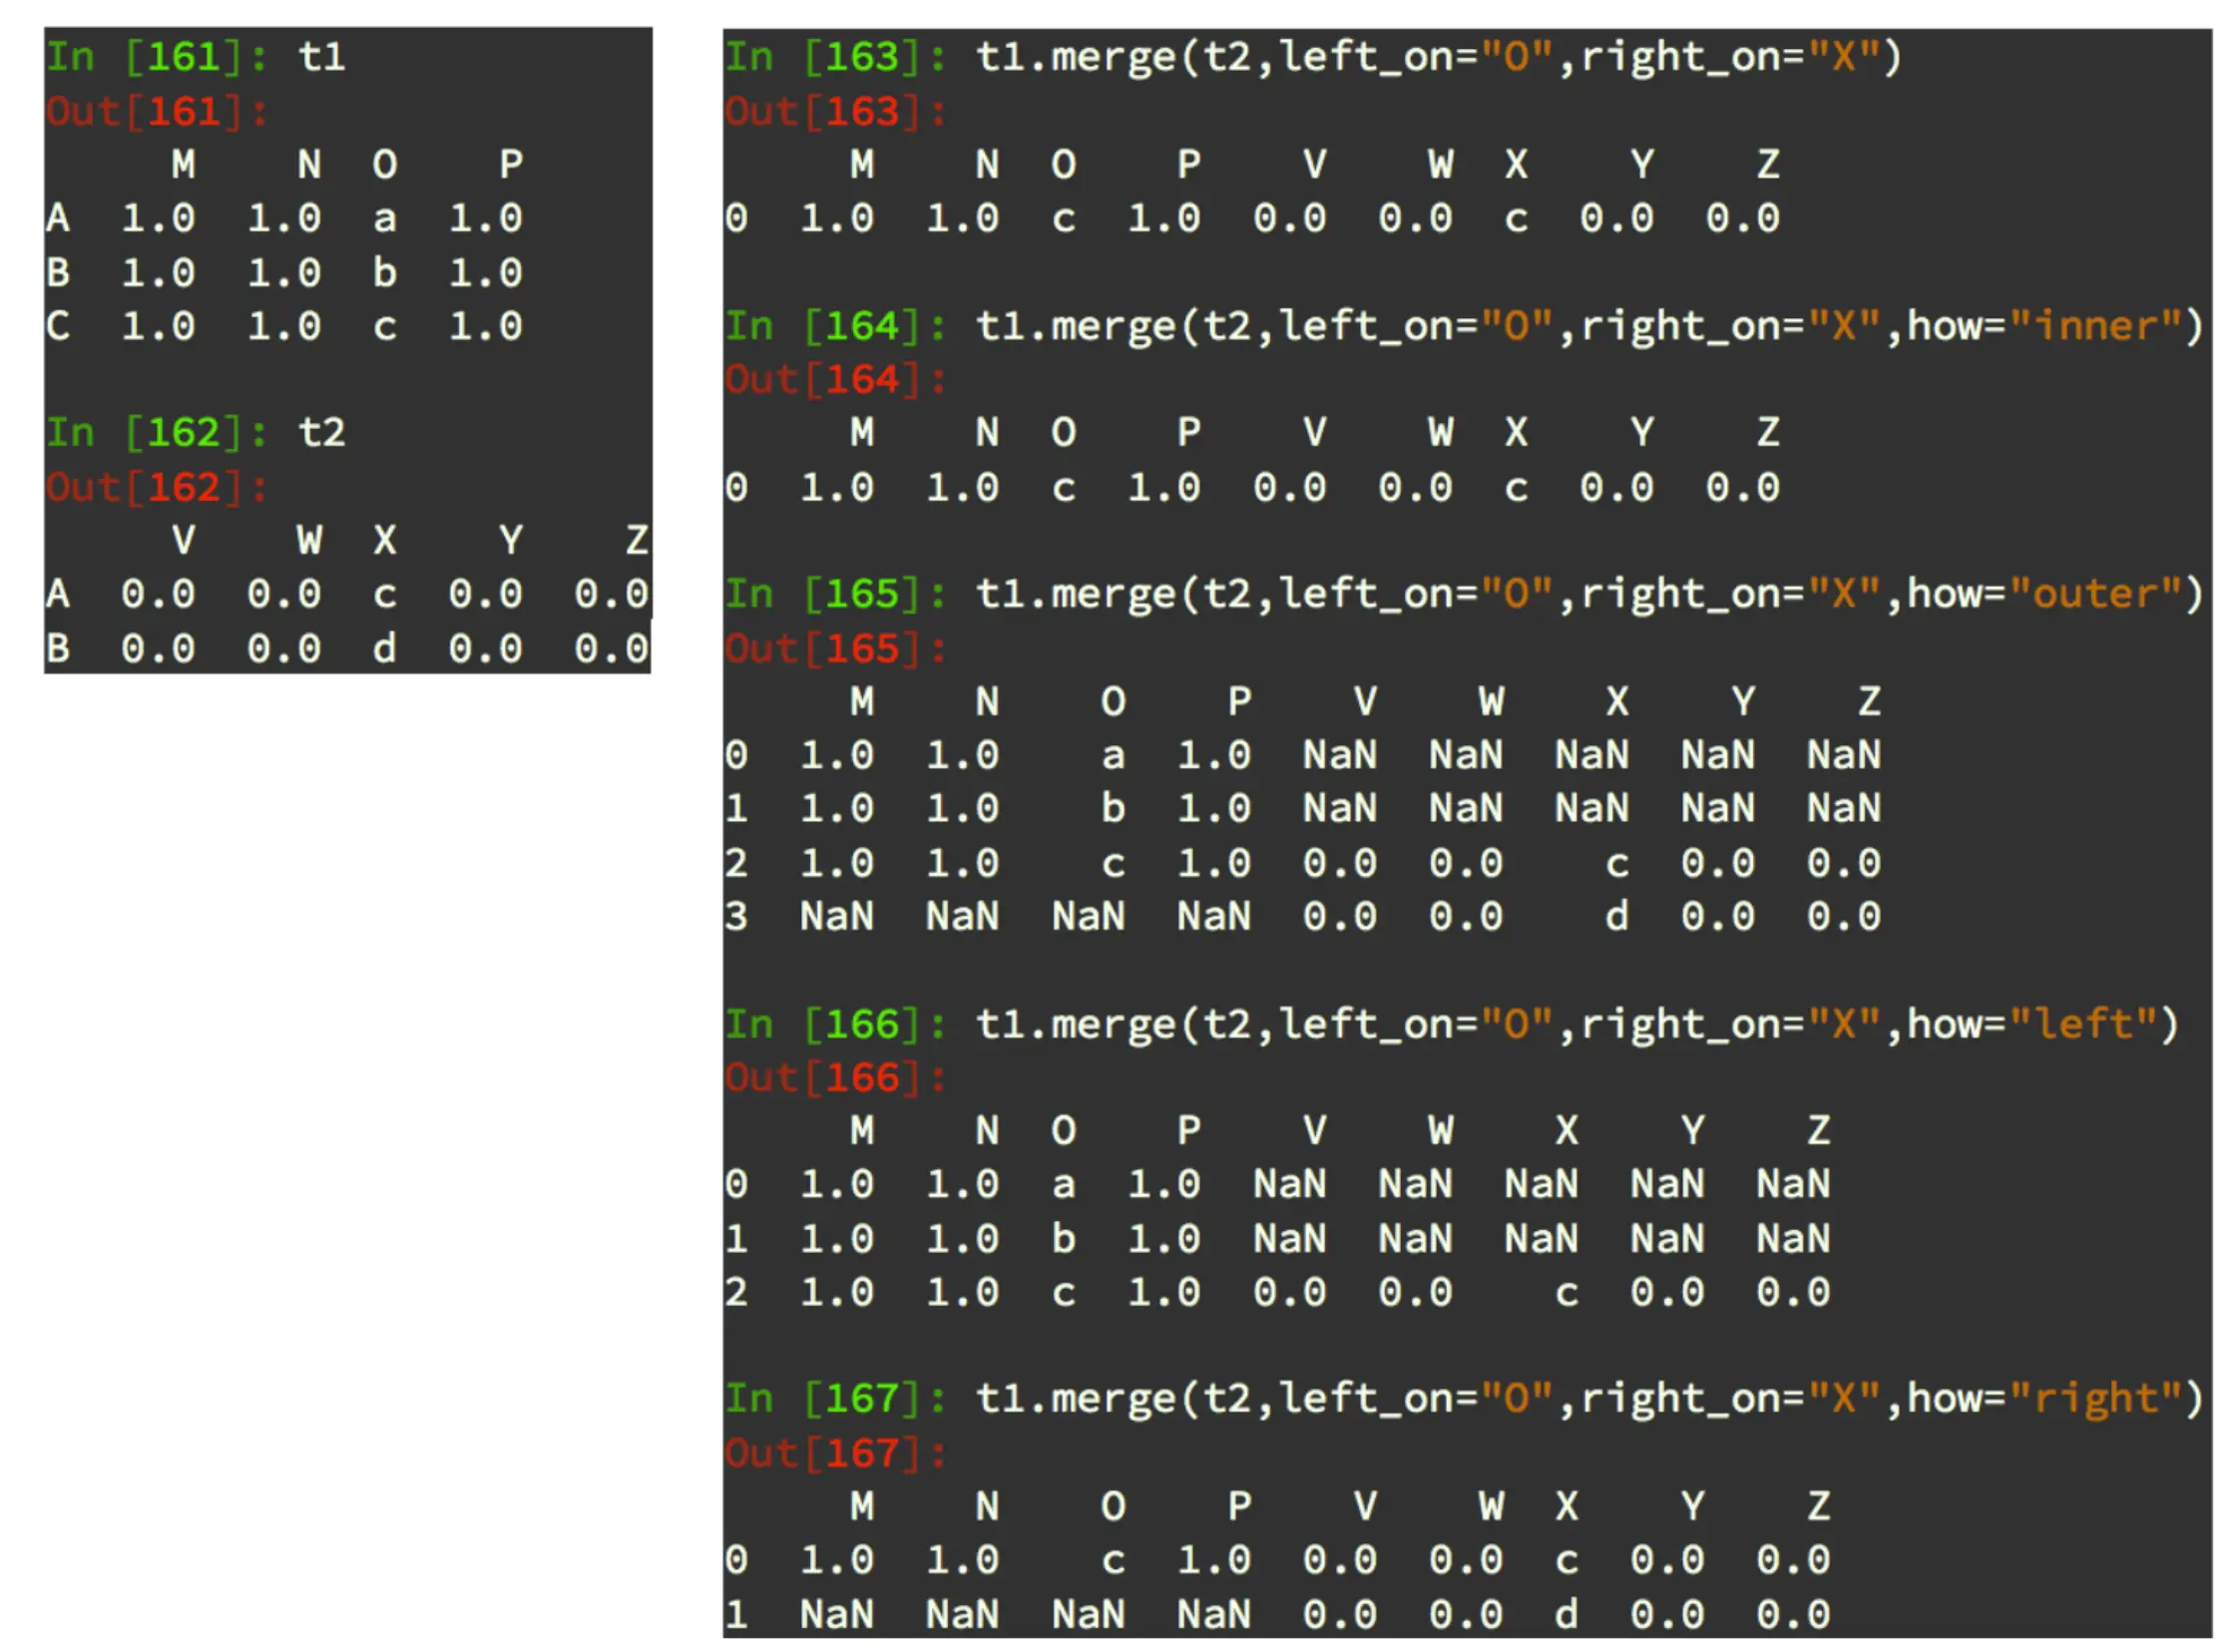 In [161]: t1
Out[161]:
     M    N  O    P
A  1.0  1.0  a  1.0
B  1.0  1.0  b  1.0
C  1.0  1.0  c  1.0
In [162]: t2
Out[162]:
     V    W  X    Y    Z
A  0.0  0.0  c  0.0  0.0
B  0.0  0.0  d  0.0  0.0
In [163]: t1.merge(t2,left_on="O",right_on="X")
Out[163]:
     M    N  O    P    V    W  X    Y    Z
0  1.0  1.0  c  1.0  0.0  0.0  c  0.0  0.0
In [164]: t1.merge(t2,left_on="O",right_on="X",how="inner")
Out[164]:
     M    N  O    P    V    W  X    Y    Z
0  1.0  1.0  c  1.0  0.0  0.0  c  0.0  0.0
In [165]: t1.merge(t2,left_on="O",right_on="X",how="outer")
Out[165]:
     M    N    O    P    V    W    X    Y    Z
0  1.0  1.0    a  1.0  NaN  NaN  NaN  NaN  NaN
1  1.0  1.0    b  1.0  NaN  NaN  NaN  NaN  NaN
2  1.0  1.0    c  1.0  0.0  0.0    c  0.0  0.0
3  NaN  NaN  NaN  NaN  0.0  0.0    d  0.0  0.0
In [166]: t1.merge(t2,left_on="O",right_on="X",how="left")
Out[166]:
     M    N  O    P    V    W    X    Y    Z
0  1.0  1.0  a  1.0  NaN  NaN  NaN  NaN  NaN
1  1.0  1.0  b  1.0  NaN  NaN  NaN  NaN  NaN
2  1.0  1.0  c  1.0  0.0  0.0    c  0.0  0.0
In [167]: t1.merge(t2,left_on="O",right_on="X",how="right")
Out[167]:
     M    N    O    P    V    W  X    Y    Z
0  1.0  1.0    c  1.0  0.0  0.0  c  0.0  0.0
1  NaN  NaN  NaN  NaN  0.0  0.0  d  0.0  0.0